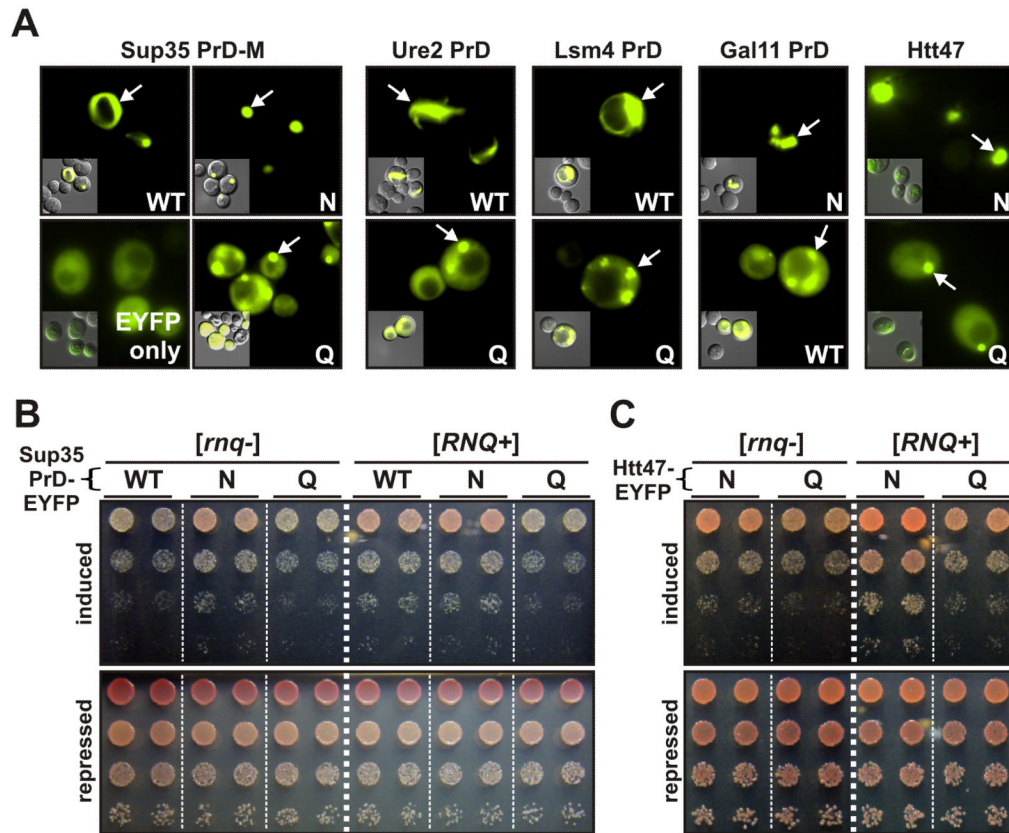 A
Sup35 PrD-M
Ure2 PrD
Lsm4 PrD
Gal11 PrD
Htt47
WT
N
WT
WT
N
N
EYFP only
Q
Q
Q
WT
Q
B
[rnq-]
[RNQ+]
Sup35 PrD-EYFP
WT
N
Q
WT
N
Q
induced
repressed
C
[rnq-]
[RNQ+]
Htt47-EYFP
N
Q
N
Q
induced
repressed